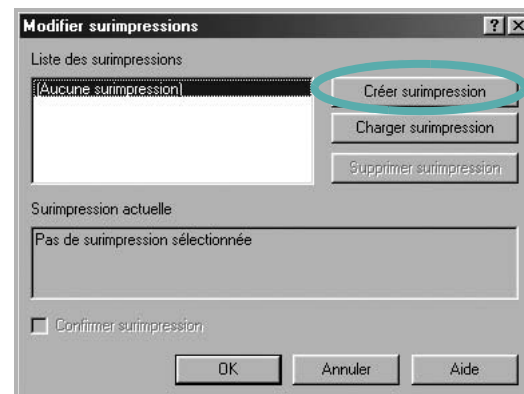 Modifier surimpressions
Liste des surimpressions
(Aucune surimpression)
Créer surimpression
Charger surimpression
Supprimer surimpression
Surimpression actuelle
Pas de surimpression sélectionnée
Confirmer surimpression
OK
Annuler
Aide